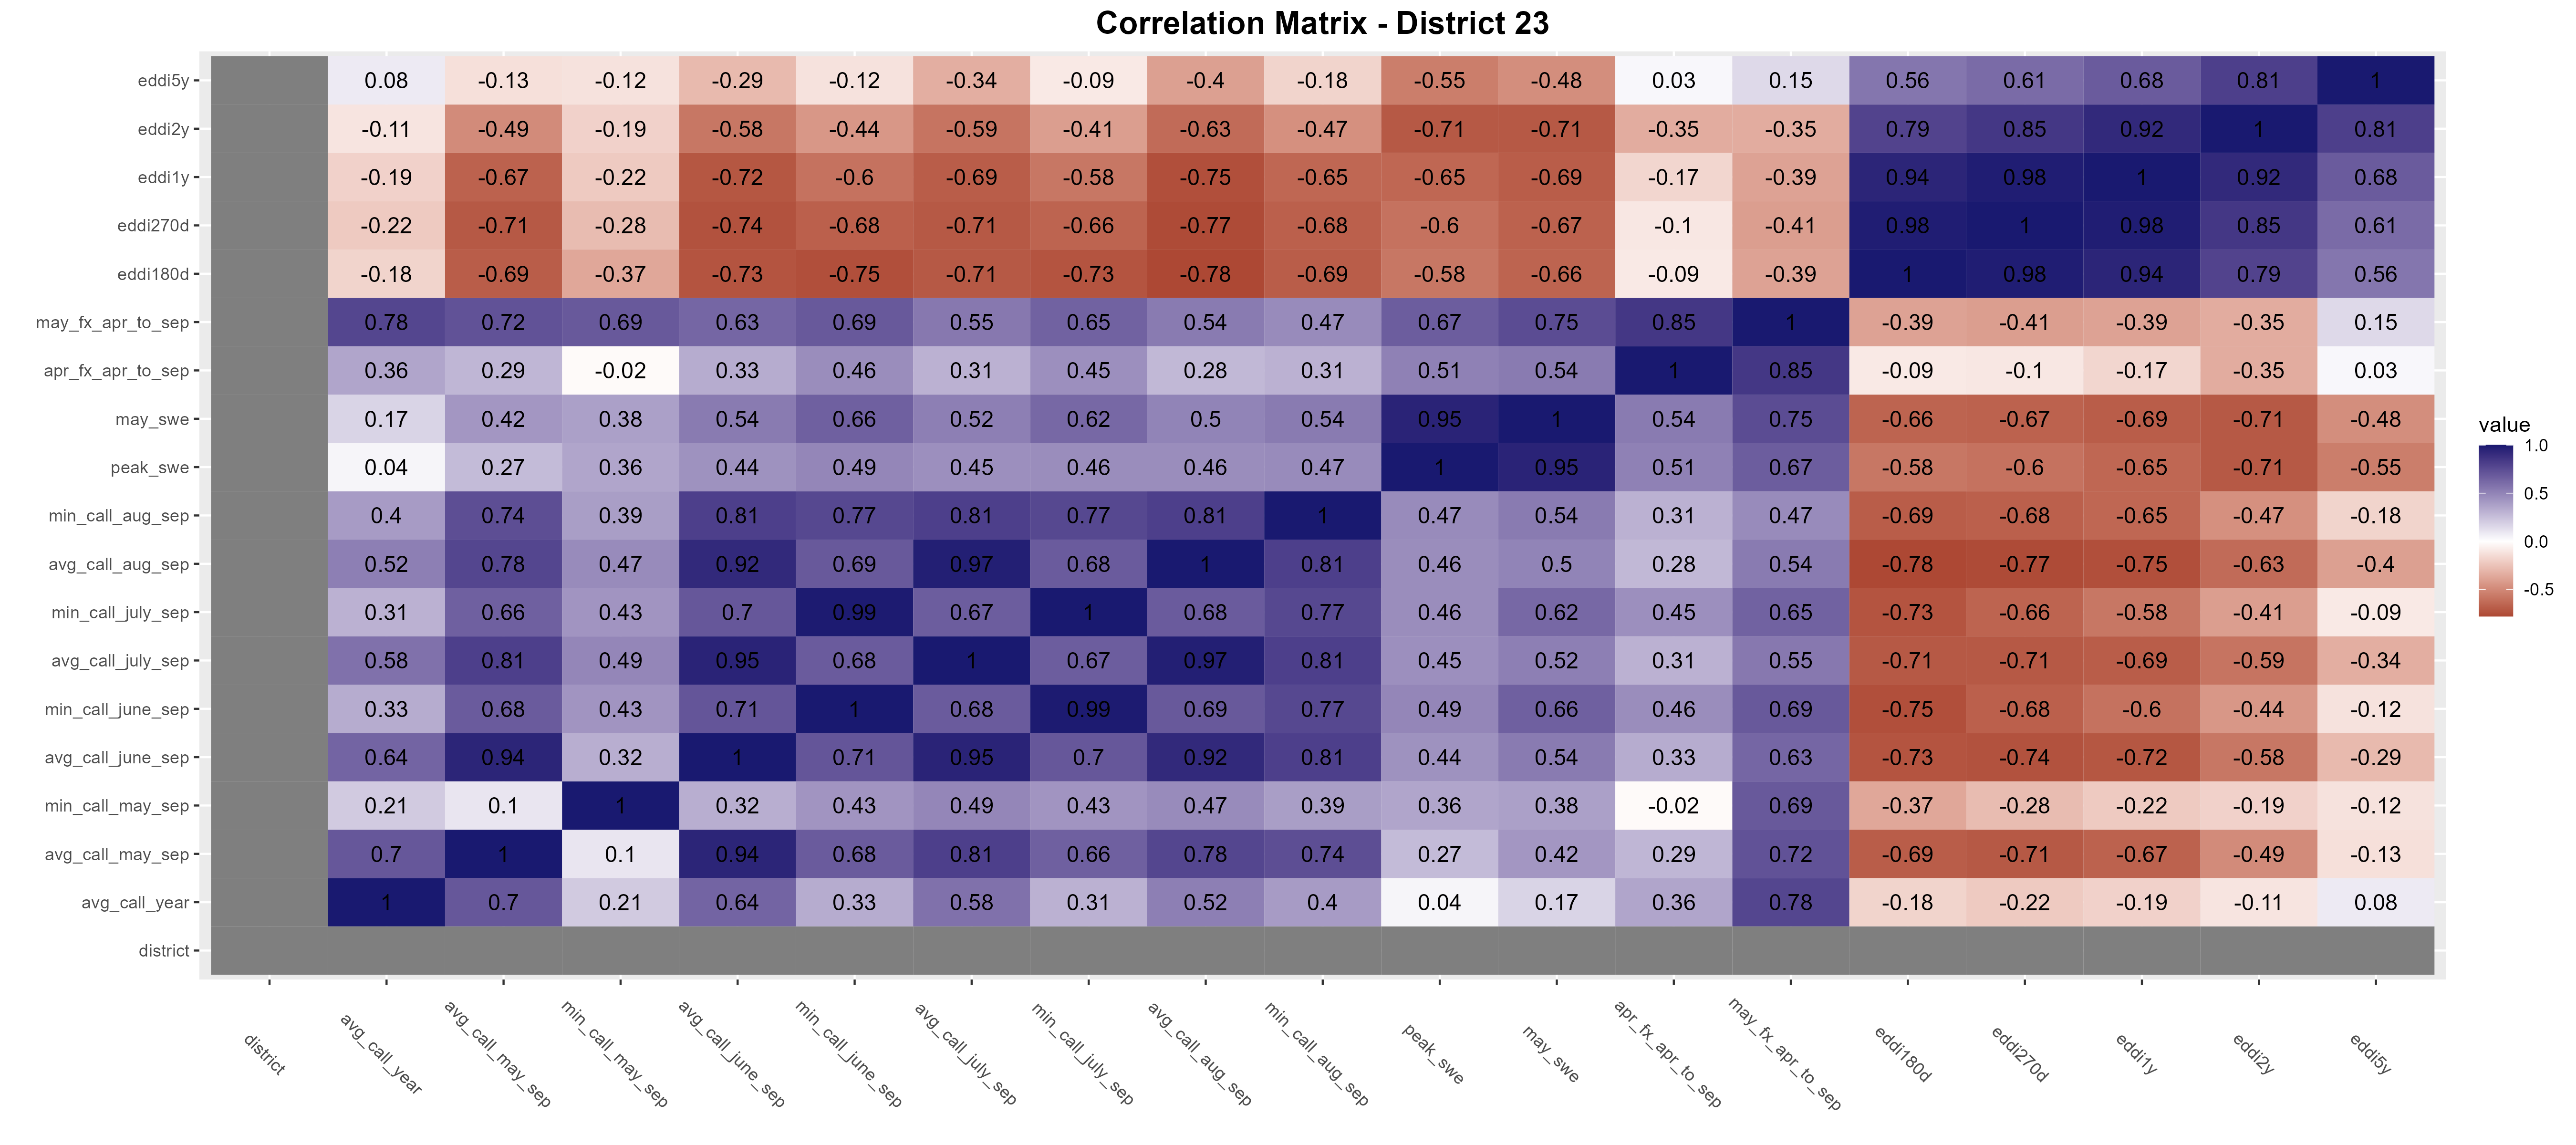 Correlation Matrix - District 23
eddi5y 0.08 -0.13 -0.12 -0.29 -0.12 -0.34 -0.09 -0.4 -0.18 -0.55 -0.48 0.03 0.15 0.56 0.61 0.68 0.81 1
eddi2y -0.11 -0.49 -0.19 -0.58 -0.44 -0.59 -0.41 -0.63 -0.47 -0.71 -0.71 -0.35 -0.35 0.79 0.85 0.92 1 0.81
eddi1y -0.19 -0.67 -0.22 -0.72 -0.6 -0.69 -0.58 -0.75 -0.65 -0.65 -0.69 -0.17 -0.39 0.94 0.98 1 0.92 0.68
eddi270d -0.22 -0.71 -0.28 -0.74 -0.68 -0.71 -0.66 -0.77 -0.68 -0.6 -0.67 -0.1 -0.41 0.98 1 0.98 0.85 0.61
eddi180d -0.18 -0.69 -0.37 -0.73 -0.75 -0.71 -0.73 -0.78 -0.69 -0.58 -0.66 -0.09 -0.39 1 0.98 0.94 0.79 0.56
may_fx_apr_to_sep 0.78 0.72 0.69 0.63 0.69 0.55 0.65 0.54 0.47 0.67 0.75 0.85 1 -0.39 -0.41 -0.39 -0.35 0.15
apr_fx_apr_to_sep 0.36 0.29 -0.02 0.33 0.46 0.31 0.45 0.28 0.31 0.51 0.54 1 0.85 -0.09 -0.1 -0.17 -0.35 0.03
may_swe 0.17 0.42 0.38 0.54 0.66 0.52 0.62 0.5 0.54 0.95 1 0.54 0.75 -0.66 -0.67 -0.69 -0.71 -0.48
peak_swe 0.04 0.27 0.36 0.44 0.49 0.45 0.46 0.46 0.47 1 0.95 0.51 0.67 -0.58 -0.6 -0.65 -0.71 -0.55
min_call_aug_sep 0.4 0.74 0.39 0.81 0.77 0.81 0.77 0.81 1 0.47 0.54 0.31 0.47 -0.69 -0.68 -0.65 -0.47 -0.18
avg_call_aug_sep 0.52 0.78 0.47 0.92 0.69 0.97 0.68 1 0.81 0.46 0.5 0.28 0.54 -0.78 -0.77 -0.75 -0.63 -0.4
min_call_july_sep 0.31 0.66 0.43 0.7 0.99 0.67 1 0.68 0.77 0.46 0.62 0.45 0.65 -0.73 -0.66 -0.58 -0.41 -0.09
avg_call_july_sep 0.58 0.81 0.49 0.95 0.68 1 0.67 0.97 0.81 0.45 0.52 0.31 0.55 -0.71 -0.71 -0.69 -0.59 -0.34
min_call_june_sep 0.33 0.68 0.43 0.71 1 0.68 0.99 0.69 0.77 0.49 0.66 0.46 0.69 -0.75 -0.68 -0.6 -0.44 -0.12
avg_call_june_sep 0.64 0.94 0.32 1 0.71 0.95 0.7 0.92 0.81 0.44 0.54 0.33 0.63 -0.73 -0.74 -0.72 -0.58 -0.29
min_call_may_sep 0.21 0.1 1 0.32 0.43 0.49 0.43 0.47 0.39 0.36 0.38 -0.02 0.69 -0.37 -0.28 -0.22 -0.19 -0.12
avg_call_may_sep 0.7 1 0.1 0.94 0.68 0.81 0.66 0.78 0.74 0.27 0.42 0.29 0.72 -0.69 -0.71 -0.67 -0.49 -0.13
avg_call_year 1 0.7 0.21 0.64 0.33 0.58 0.31 0.52 0.4 0.04 0.17 0.36 0.78 -0.18 -0.22 -0.19 -0.11 0.08
district
district avg_call_year avg_call_may_sep min_call_may_sep avg_call_june_sep min_call_june_sep avg_call_july_sep min_call_july_sep avg_call_aug_sep min_call_aug_sep peak_swe may_swe apr_fx_apr_to_sep may_fx_apr_to_sep eddi180d eddi270d eddi1y eddi2y eddi5y
value
1.0
0.5
0.0
-0.5